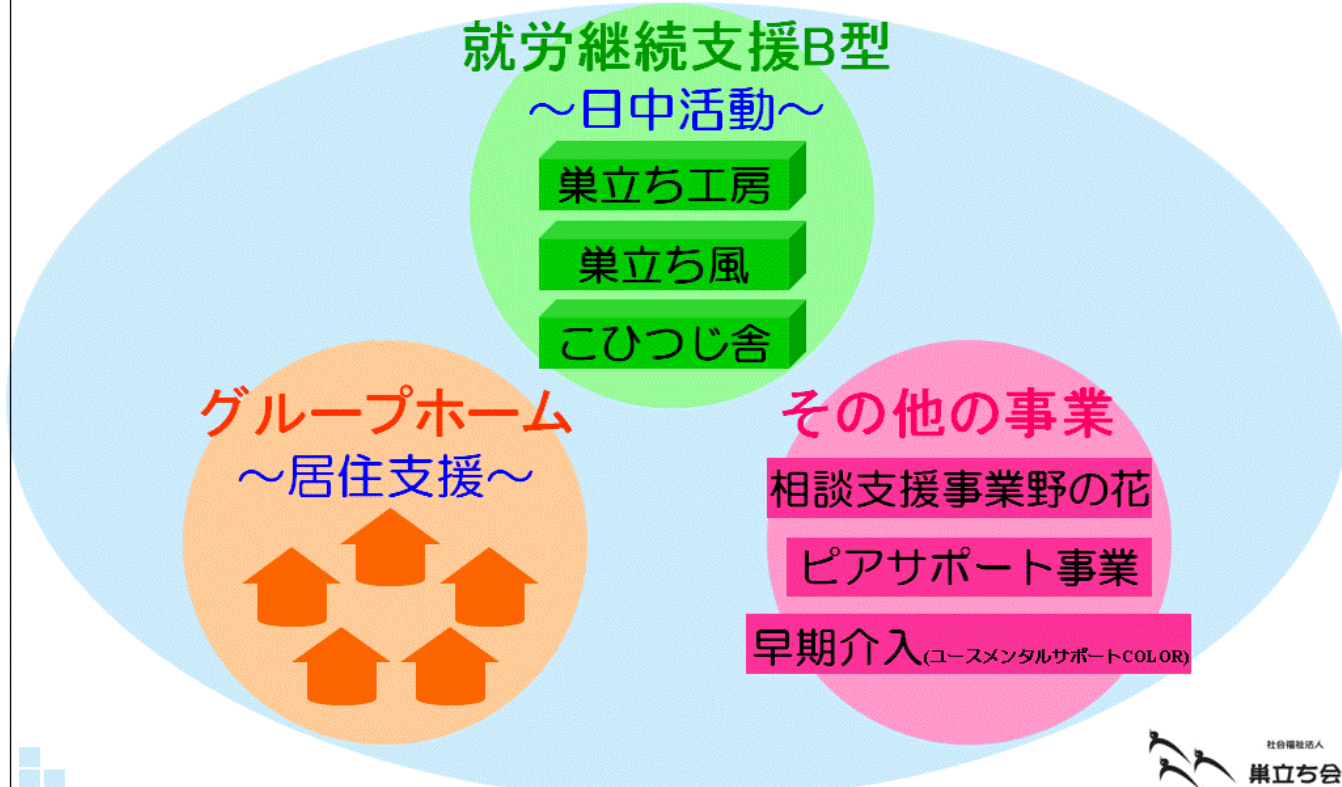 就労継続支援B型
～日中活動～
巣立ち工房
巣立ち風
こひつじ舎
グループホーム
～居住支援～
その他の事業
相談支援事業野の花
ピアサポート事業
早期介入(ユースメンタルサポートCOLOR)
社会福祉法人
巣立ち会